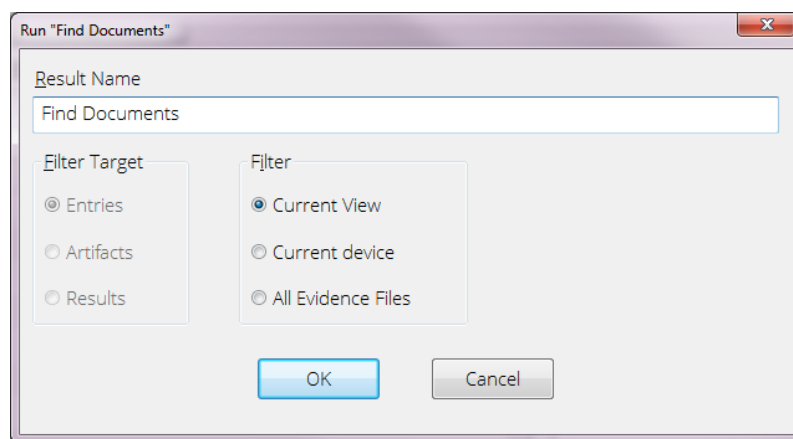 Run "Find Documents"
Result Name
Find Documents
Filter Target
Filter
Entries
Current View
Artifacts
Current device
Results
All Evidence Files
OK
Cancel